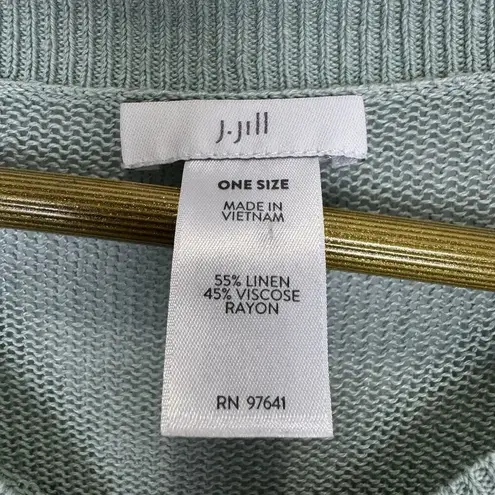 J.Jill
ONE SIZE
MADE IN
VIETNAM
55% LINEN
45% VISCOSE
RAYON
RN 97641